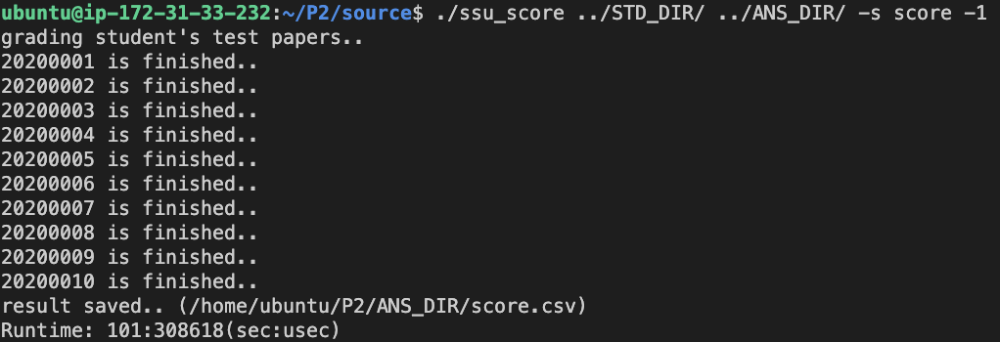 ubuntu@ip-172-31-33-232:~/P2/source$ ./ssu_score ../STD_DIR/ ../ANS_DIR/ -s score -1
grading student's test papers..
20200001 is finished..
20200002 is finished..
20200003 is finished..
20200004 is finished..
20200005 is finished..
20200006 is finished..
20200007 is finished..
20200008 is finished..
20200009 is finished..
20200010 is finished..
result saved.. (/home/ubuntu/P2/ANS_DIR/score.csv)
Runtime: 101:308618(sec:usec)